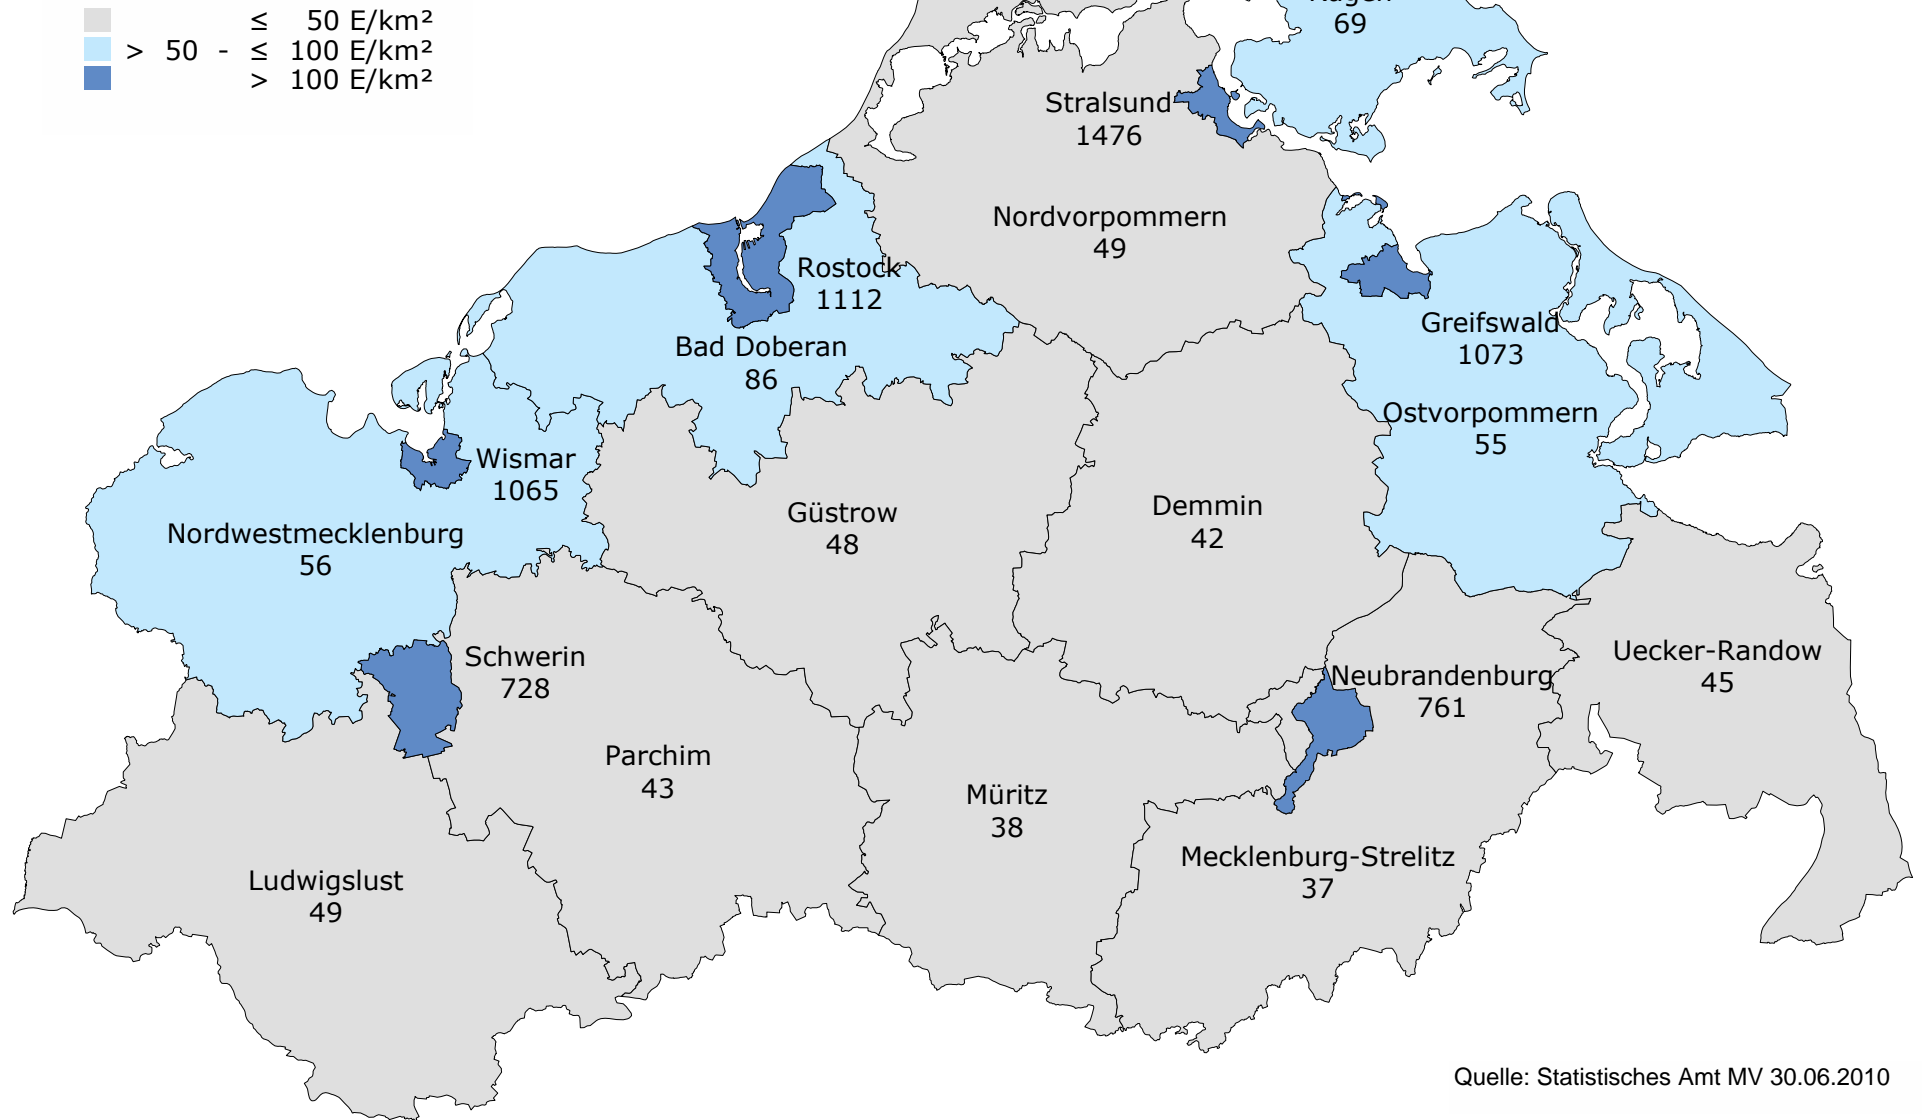 ≤ 50 E/km²
> 50 - ≤ 100 E/km²
> 100 E/km²
69
Stralsund
1476
Nordvorpommern
49
Rostock
1112
Bad Doberan
86
Greifswald
1073
Ostvorpommern
55
Wismar
1065
Nordwestmecklenburg
56
Güstrow
48
Demmin
42
Schwerin
728
Neubrandenburg
761
Uecker-Randow
45
Parchim
43
Müritz
38
Mecklenburg-Strelitz
37
Ludwigslust
49
Quelle: Statistisches Amt MV 30.06.2010